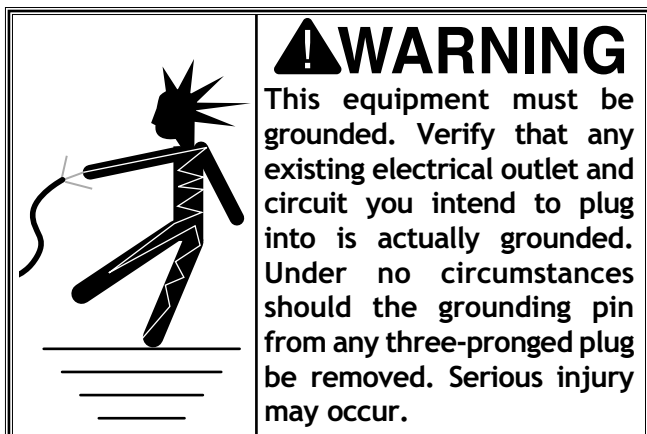 WARNING
This equipment must be
grounded. Verify that any
existing electrical outlet and
circuit you intend to plug
into is actually grounded.
Under no circumstances
should the grounding pin
from any three-pronged plug
be removed. Serious injury
may occur.